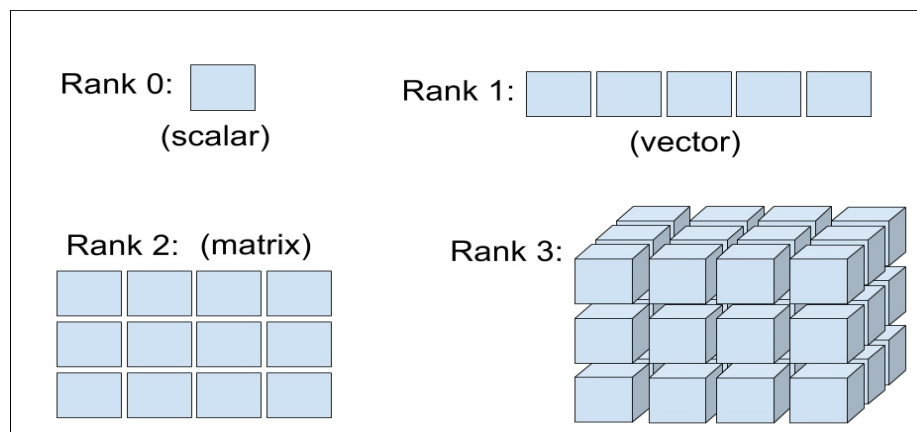 Rank 0:
(scalar)
Rank 1:
(vector)
Rank 2: (matrix)
Rank 3: